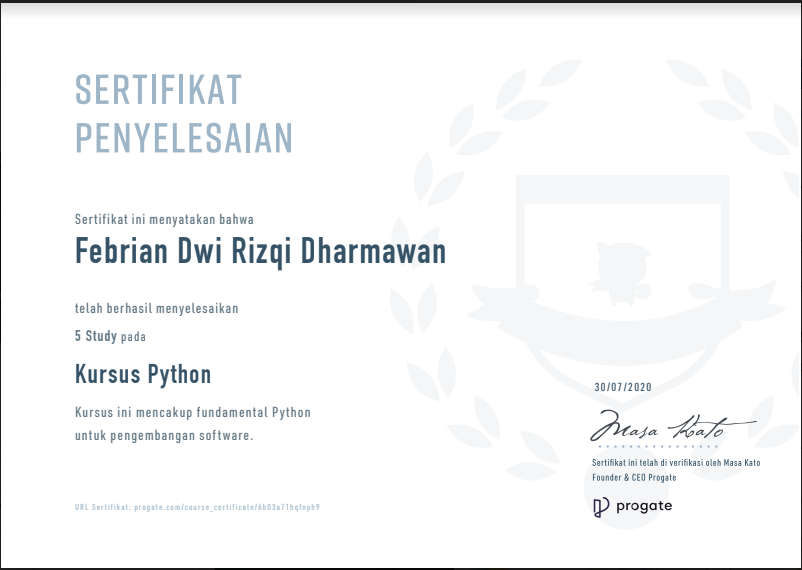 SERTIFIKAT
PENYELESAIAN
Sertifikat ini menyatakan bahwa
Febrian Dwi Rizqi Dharmawan
telah berhasil menyelesaikan
5 Study pada
Kursus Python
Kursus ini mencakup fundamental Python
untuk pengembangan software.
URL Sertifikat: progate.com/course_certificate/6b03a71bqfnph9
30/07/2020
Masa Kato
Sertifikat ini telah di verifikasi oleh Masa Kato
Founder & CEO Progate
progate